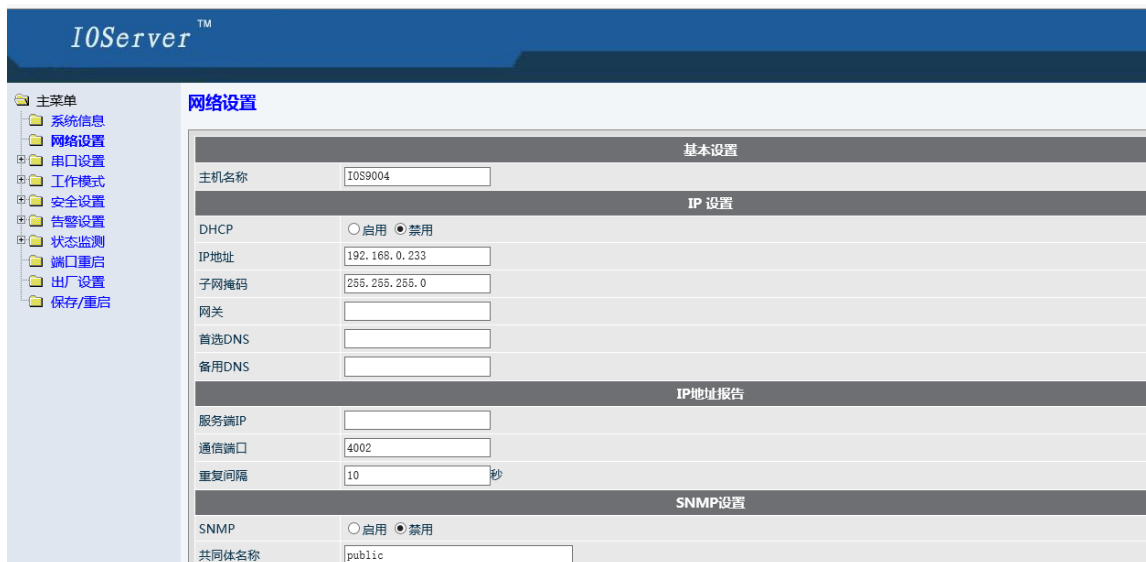 IOServer™
主菜单
系统信息
网络设置
串口设置
工作模式
安全设置
告警设置
状态监测
端口重启
出厂设置
保存/重启
网络设置
基本设置
主机名称 IOS9004
IP 设置
DHCP 启用 禁用
IP地址 192.168.0.233
子网掩码 255.255.255.0
网关
首选DNS
备用DNS
IP地址报告
服务端IP
通信端口 4002
重复间隔 10 秒
SNMP设置
SNMP 启用 禁用
共同体名称 public